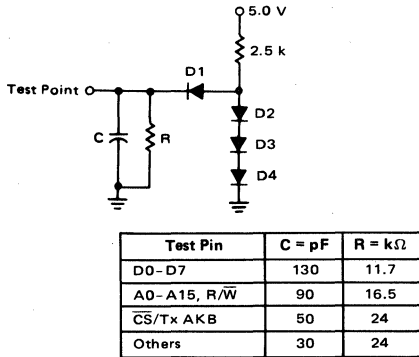 5.0 V
2.5 k
D1
Test Point
D2
C
R
D3
D4
Test Pin C = pF R = kΩ
D0-D7 130 11.7
A0-A15, R/W̅ 90 16.5
C̅S̅/Tx AKB 50 24
Others 30 24